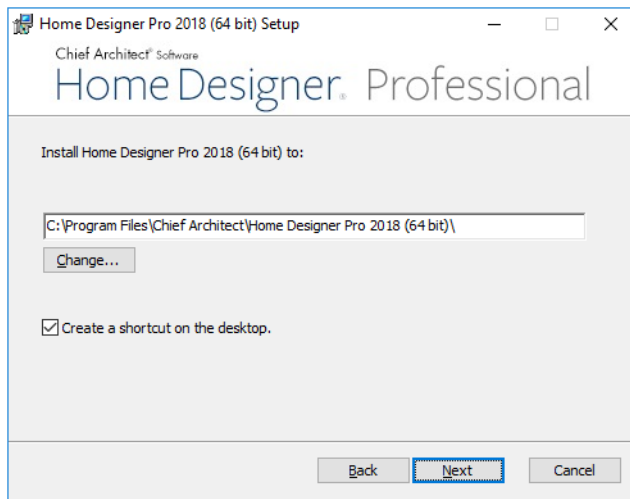 Home Designer Pro 2018 (64 bit) Setup
Chief Architect® Software
Home Designer® Professional
Install Home Designer Pro 2018 (64 bit) to:
C:\Program Files\Chief Architect\Home Designer Pro 2018 (64 bit)\
Change...
Create a shortcut on the desktop.
Back Next Cancel